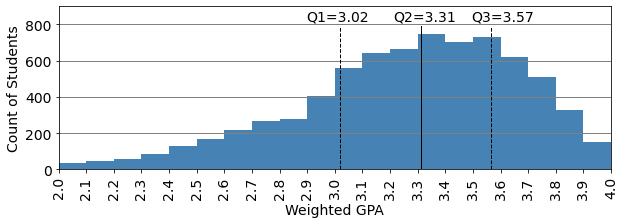 Q1=3.02 Q2=3.31 Q3=3.57
Count of Students
800
600
400
200
0
2.0 2.1 2.2 2.3 2.4 2.5 2.6 2.7 2.8 2.9 3.0 3.1 3.2 3.3 3.4 3.5 3.6 3.7 3.8 3.9 4.0
Weighted GPA